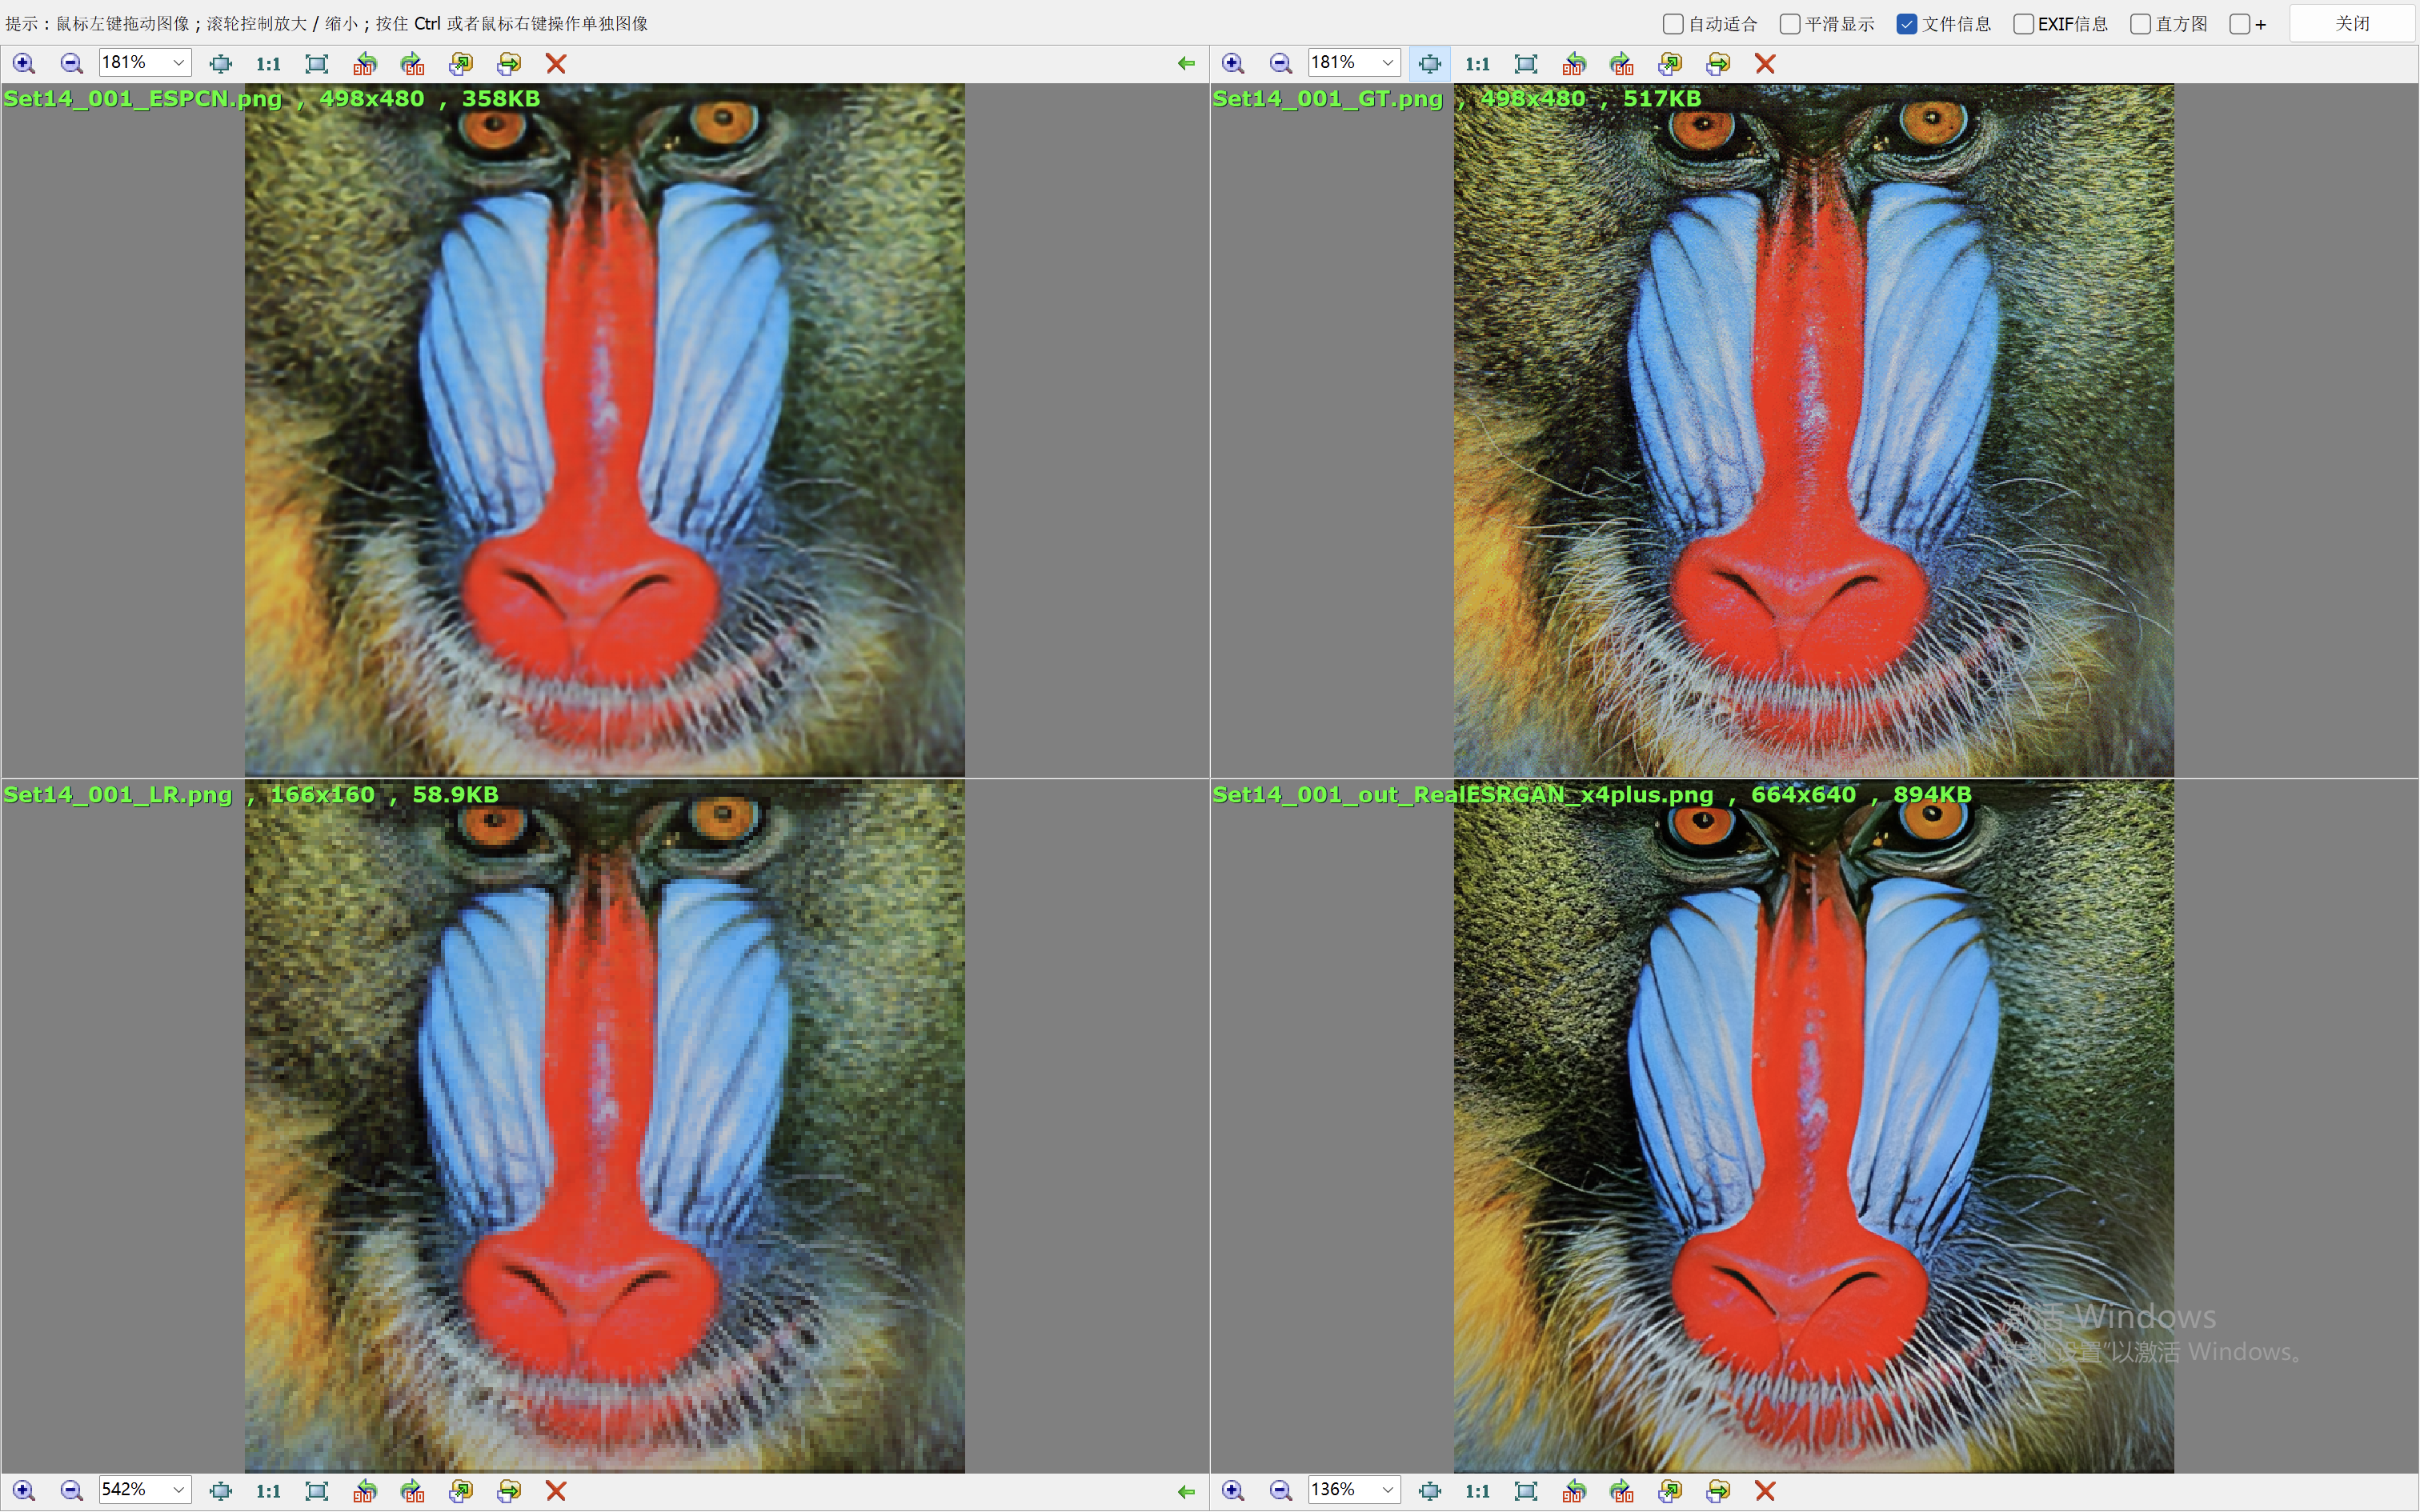 提示：鼠标左键拖动图像；滚轮控制放大 / 缩小；按住 Ctrl 或者鼠标右键操作单独图像
自动适合 平滑显示 文件信息 EXIF信息 直方图 + 关闭
181% 1:1
181% 1:1
Set14_001_ESPCN.png , 498x480 , 358KB
Set14_001_GT.png , 498x480 , 517KB
Set14_001_LR.png , 166x160 , 58.9KB
Set14_001_out_RealESRGAN_x4plus.png , 664x640 , 894KB
激活 Windows
转到"设置"以激活 Windows。
542% 1:1
136% 1:1